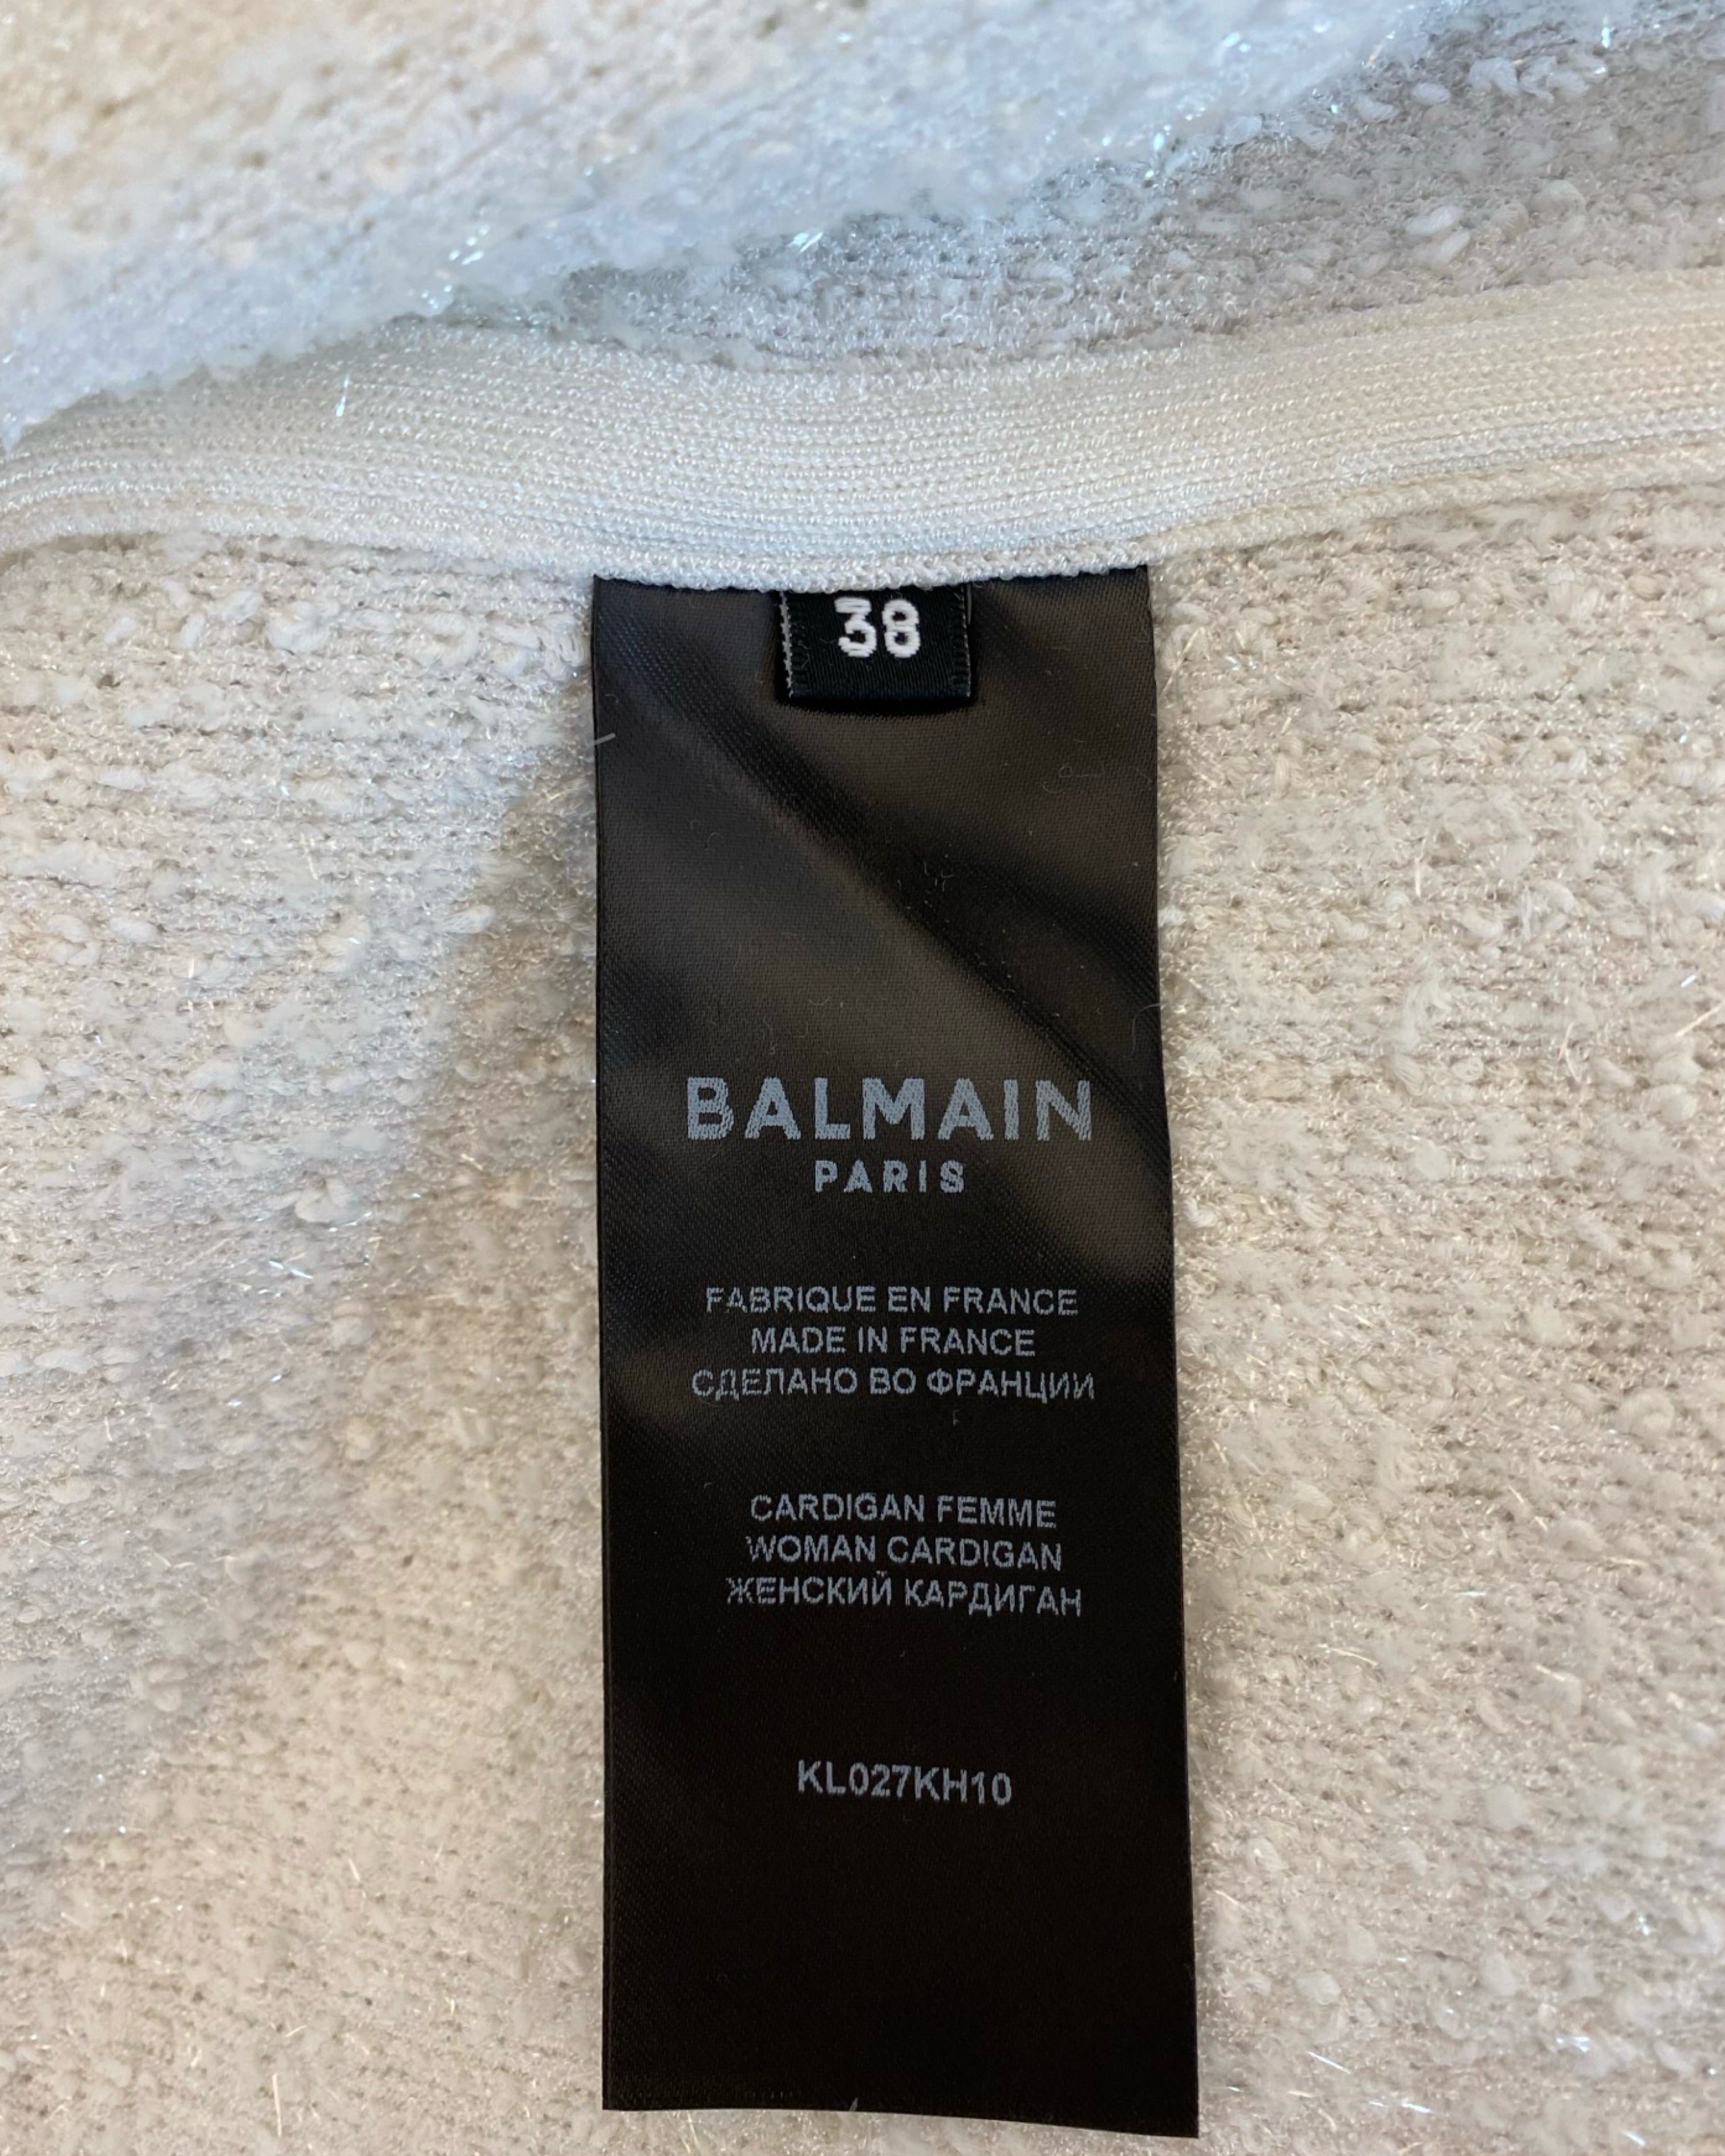 38
BALMAIN
PARIS
FABRIQUE EN FRANCE
MADE IN FRANCE
СДЕЛАНО ВО ФРАНЦИИ
CARDIGAN FEMME
WOMAN CARDIGAN
ЖЕНСКИЙ КАРДИГАН
KL027KH10